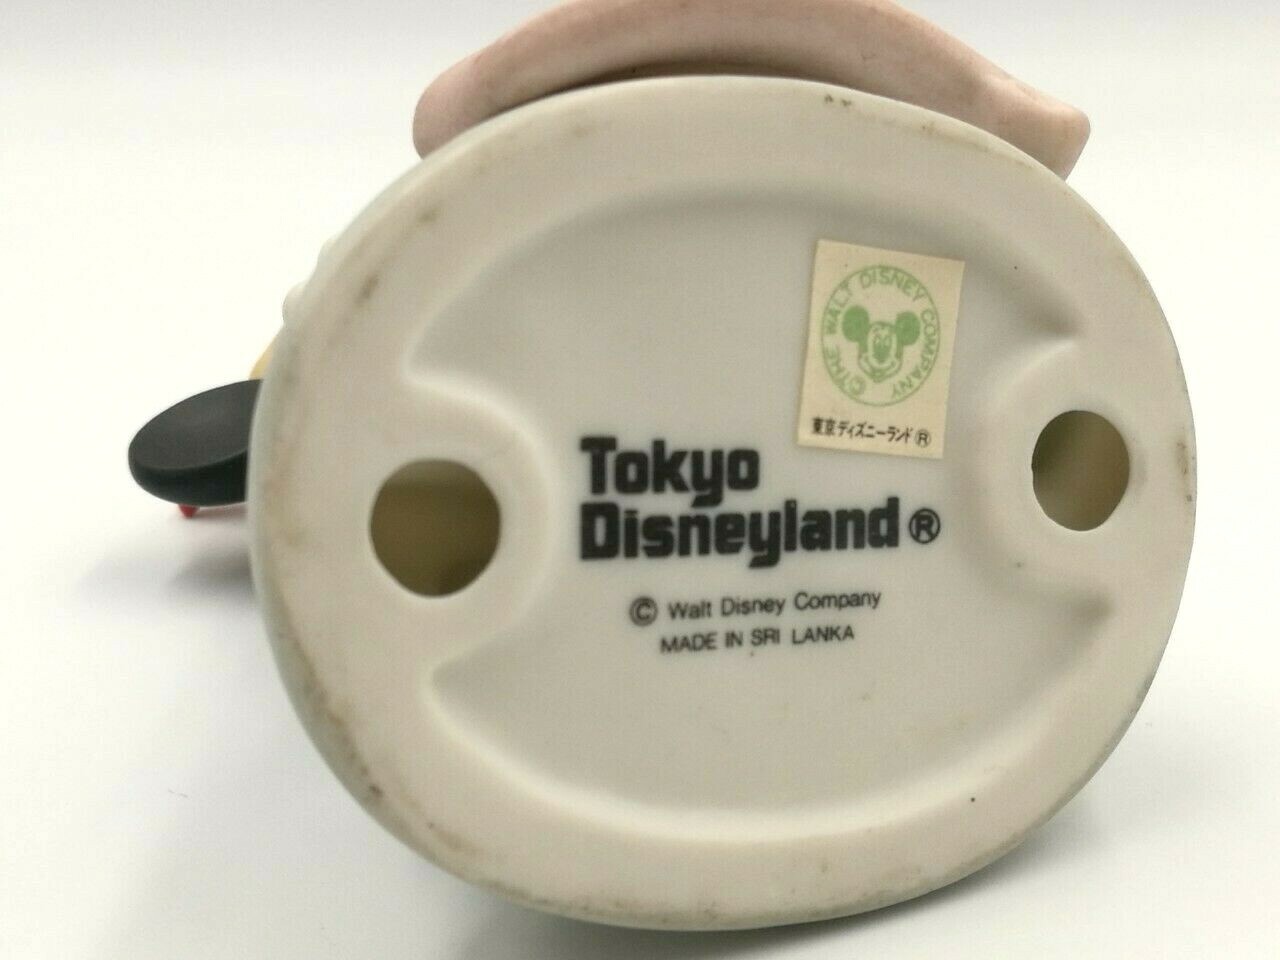 ©THE WALT DISNEY COMPANY
東京ディズニーランド®
Tokyo
Disneyland®
© Walt Disney Company
MADE IN SRI LANKA